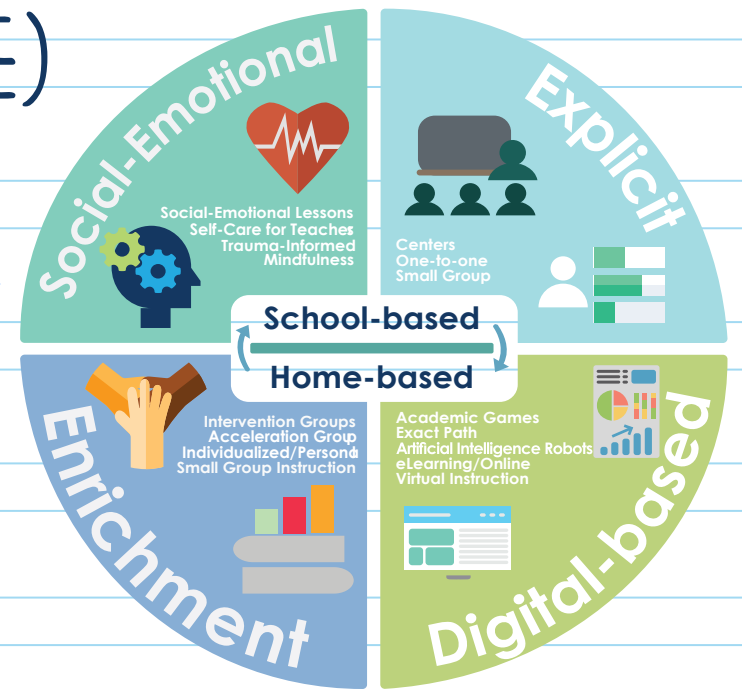 E)
Social-Emotional
Social-Emotional Lessons
Self-Care for Teaches
Trauma-Informed
Mindfulness
Explicit
Centers
One-to-one
Small Group
School-based
Home-based
Enrichment
Intervention Groups
Acceleration Group
Individualized/Persona
Small Group Instruction
Digital-based
Academic Games
Exact Path
Artificial Intelligence Robots
eLearning/Online
Virtual Instruction